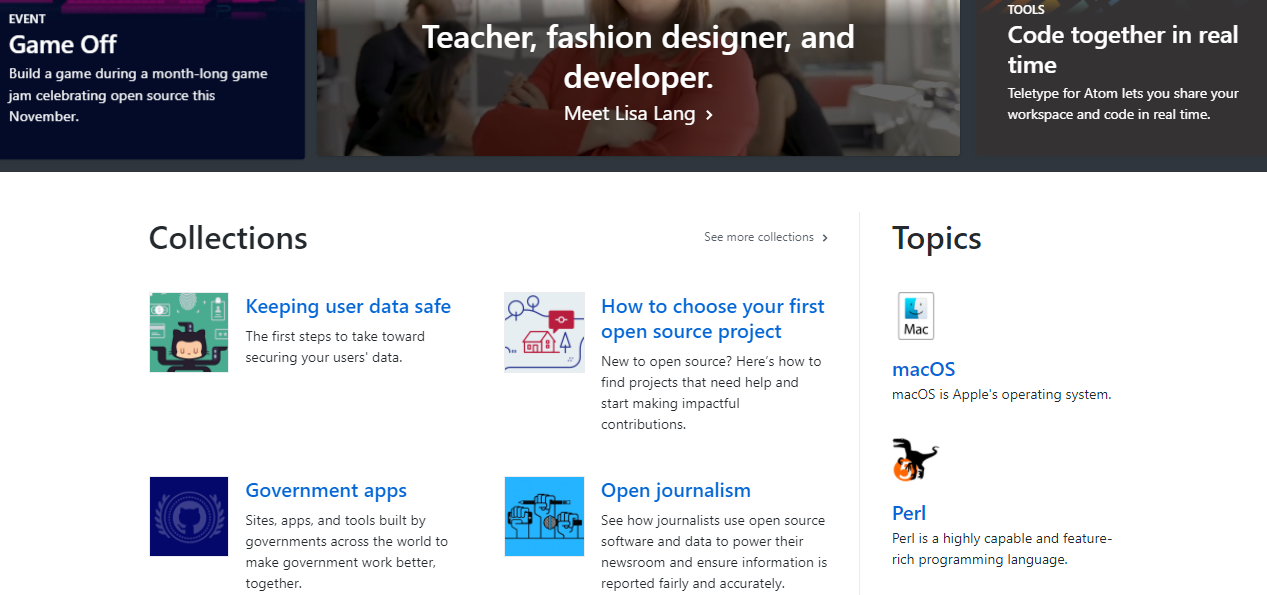 EVENT
Game Off
Build a game during a month-long game
jam celebrating open source this
November.
Teacher, fashion designer, and
developer.
Meet Lisa Lang
TOOLS
Code together in real
time
Teletype for Atom lets you share your
workspace and code in real time.
Collections
See more collections
Keeping user data safe
The first steps to take toward
securing your users' data.
How to choose your first
open source project
New to open source? Here’s how to
find projects that need help and
start making impactful
contributions.
Government apps
Sites, apps, and tools built by
governments across the world to
make government work better,
together.
Open journalism
See how journalists use open source
software and data to power their
newsroom and ensure information is
reported fairly and accurately.
Topics
Mac
macOS
macOS is Apple's operating system.
Perl
Perl is a highly capable and feature-
rich programming language.